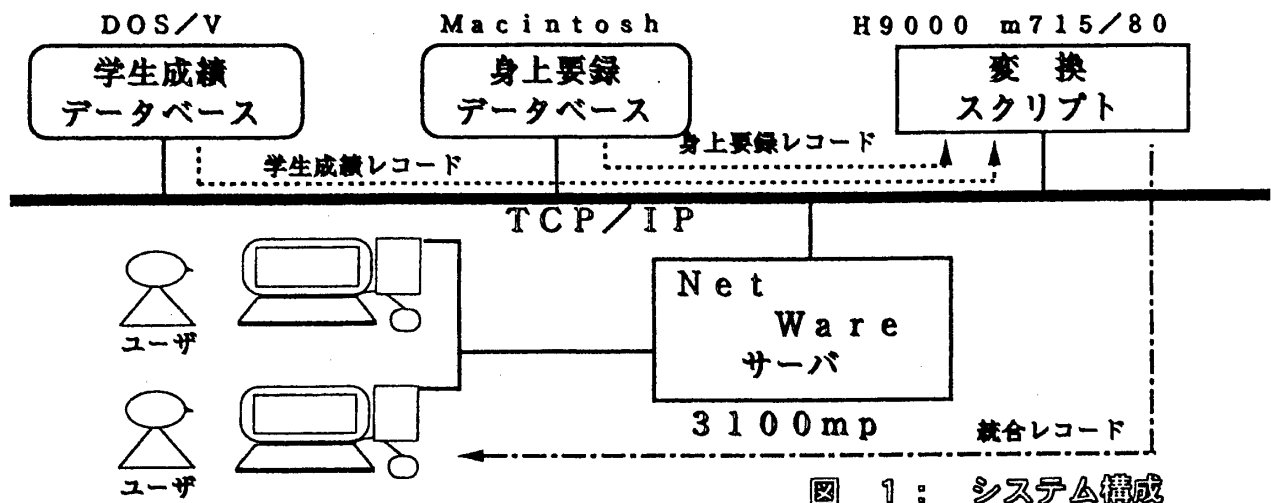 DOS/V
Macintosh
H9000 m715/80
学生成績
データベース
身上要録
データベース
変 換
スクリプト
身上要録レコード
学生成績レコード
TCP/IP
Net
Ware
サーバ
3100mp
ユーザ
ユーザ
統合レコード
図 1: システム構成